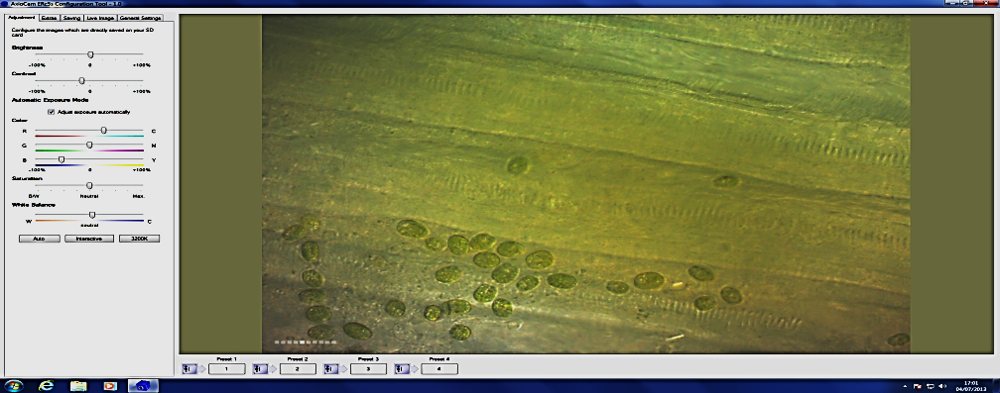 AxioCam ERc5s Configuration Tool - 1.0
Adjustment Extras Saving Live Image General Settings
Configure the images which are directly saved on your SD
card
Brightness
-100% 0 +100%
Contrast
-100% 0 +100%
Automatic Exposure Mode
Adjust exposure automatically
Color
R C
G M
B Y
-100% 0 +100%
Saturation
B/W Neutral Max.
White Balance
W C
neutral
Auto Interactive 3200K
Preset 1 Preset 2 Preset 3 Preset 4
1 2 3 4
17:01
04/07/2013